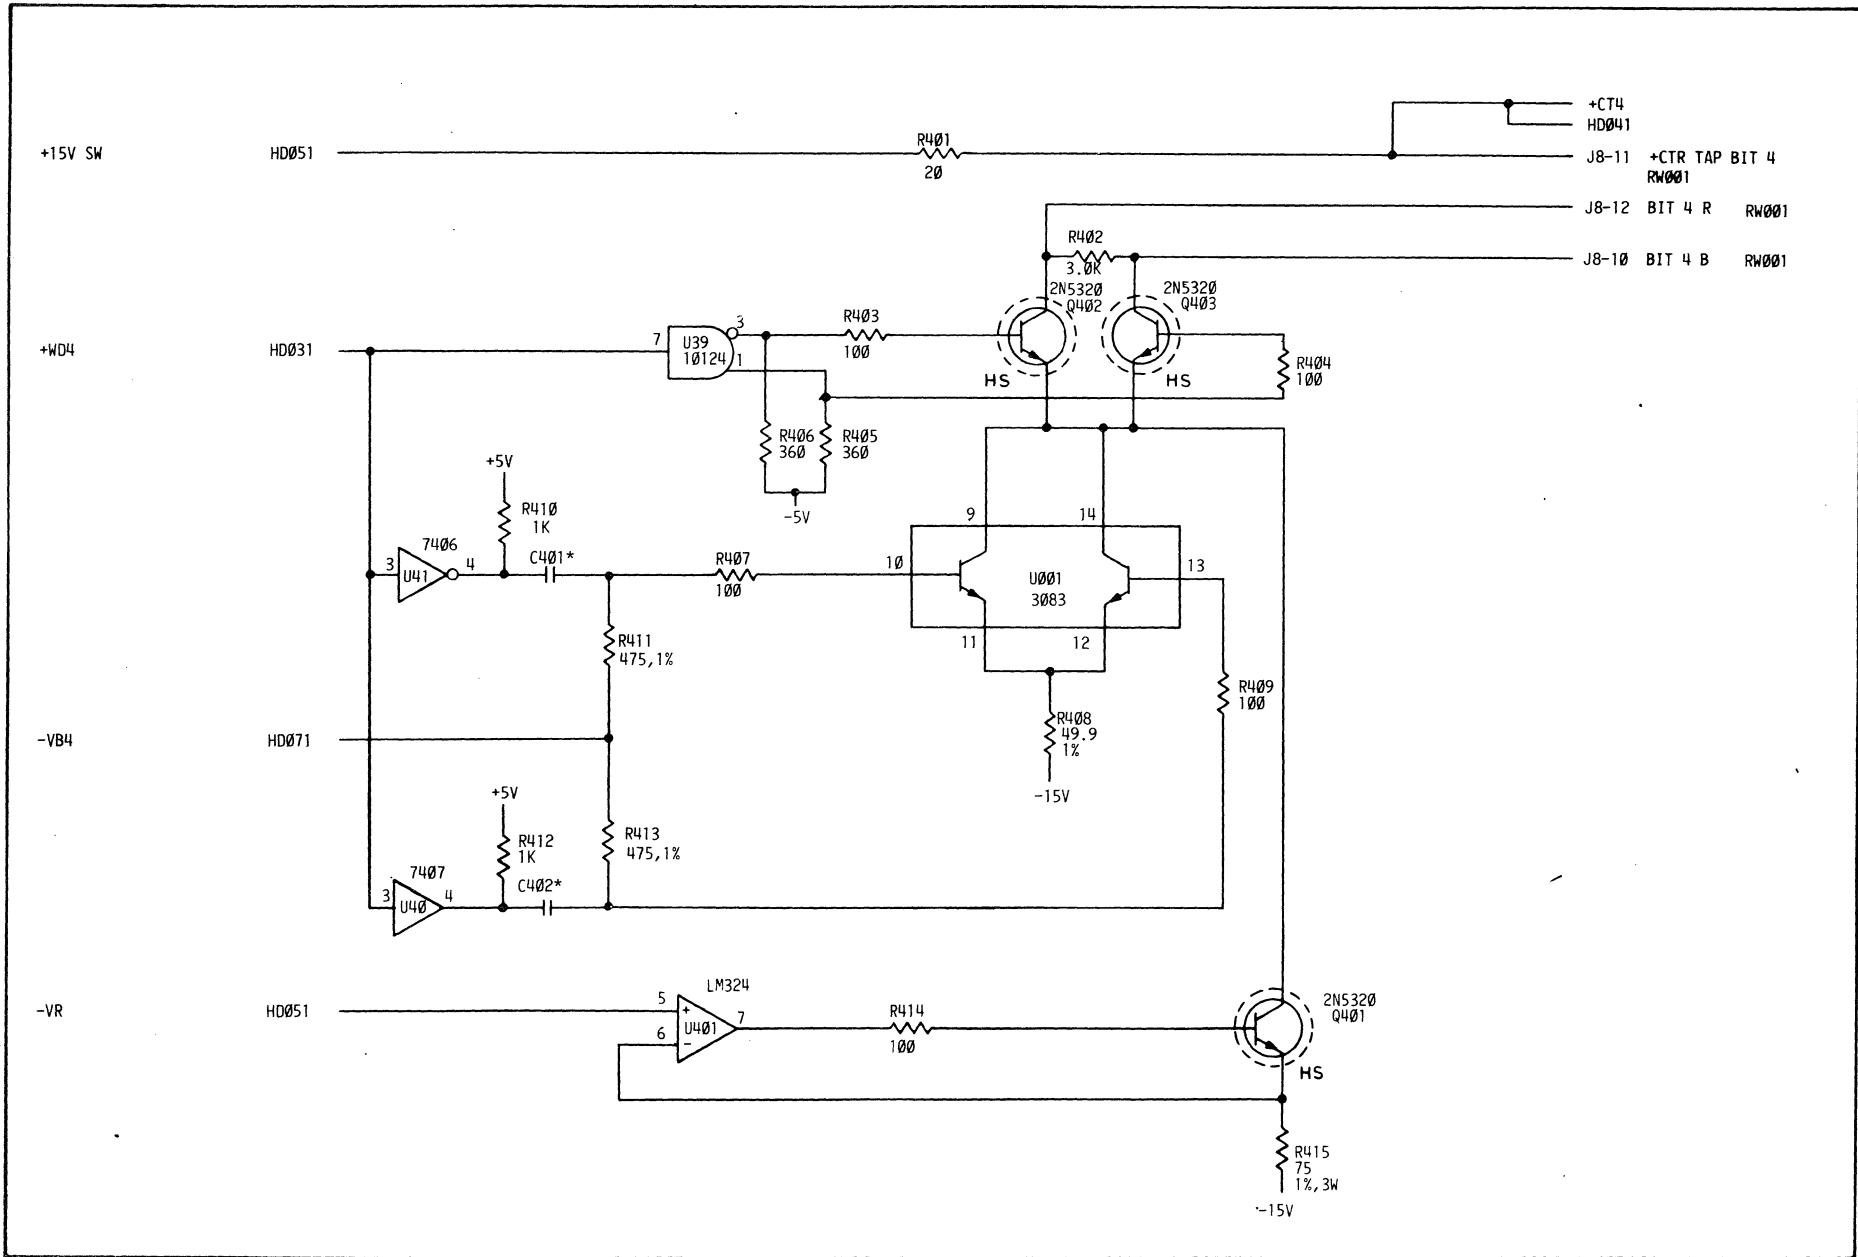 +CT4
HDØ41
+15V SW HDØ51
R4Ø1
2Ø
J8-11 +CTR TAP BIT 4
RWØØ1
J8-12 BIT 4 R RWØØ1
R4Ø2
3.ØK
J8-1Ø BIT 4 B RWØØ1
2N532Ø
Q4Ø2
2N532Ø
Q4Ø3
+WD4 HDØ31
7
U39
1Ø124
3
1
R4Ø3
1ØØ
HS
HS
R4Ø4
1ØØ
R4Ø6
36Ø
R4Ø5
36Ø
-5V
+5V
R41Ø
1K
7406
3
U41
4
C4Ø1*
R4Ø7
1ØØ
9
14
10
13
UØØ1
3Ø83
11
12
R411
475,1%
R4Ø9
1ØØ
R4Ø8
49.9
1%
-15V
-VB4 HDØ71
+5V
R412
1K
R413
475,1%
74Ø7
3
U4Ø
4
C4Ø2*
-VR HDØ51
LM324
5
+
6
-
U4Ø1
7
R414
1ØØ
2N532Ø
Q4Ø1
HS
R415
75
1%,3W
-15V